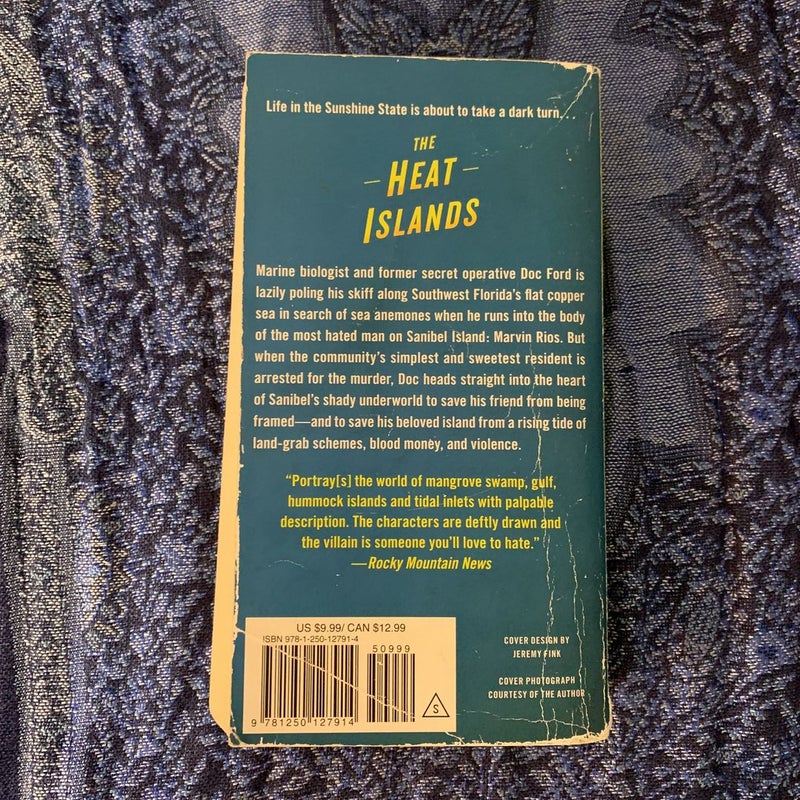 Life in the Sunshine State is about to take a dark turn. . .
THE
– HEAT –
ISLANDS
Marine biologist and former secret operative Doc Ford is
lazily poling his skiff along Southwest Florida's flat copper
sea in search of sea anemones when he runs into the body
of the most hated man on Sanibel Island: Marvin Rios. But
when the community's simplest and sweetest resident is
arrested for the murder, Doc heads straight into the heart
of Sanibel's shady underworld to save his friend from being
framed—and to save his beloved island from a rising tide of
land-grab schemes, blood money, and violence.
"Portray[s] the world of mangrove swamp, gulf,
hummock islands and tidal inlets with palpable
description. The characters are deftly drawn and
the villain is someone you'll love to hate."
—Rocky Mountain News
US $9.99/ CAN $12.99
ISBN 978-1-250-12791-4
50999
9 781250 127914
S
COVER DESIGN BY
JEREMY FINK
COVER PHOTOGRAPH
COURTESY OF THE AUTHOR